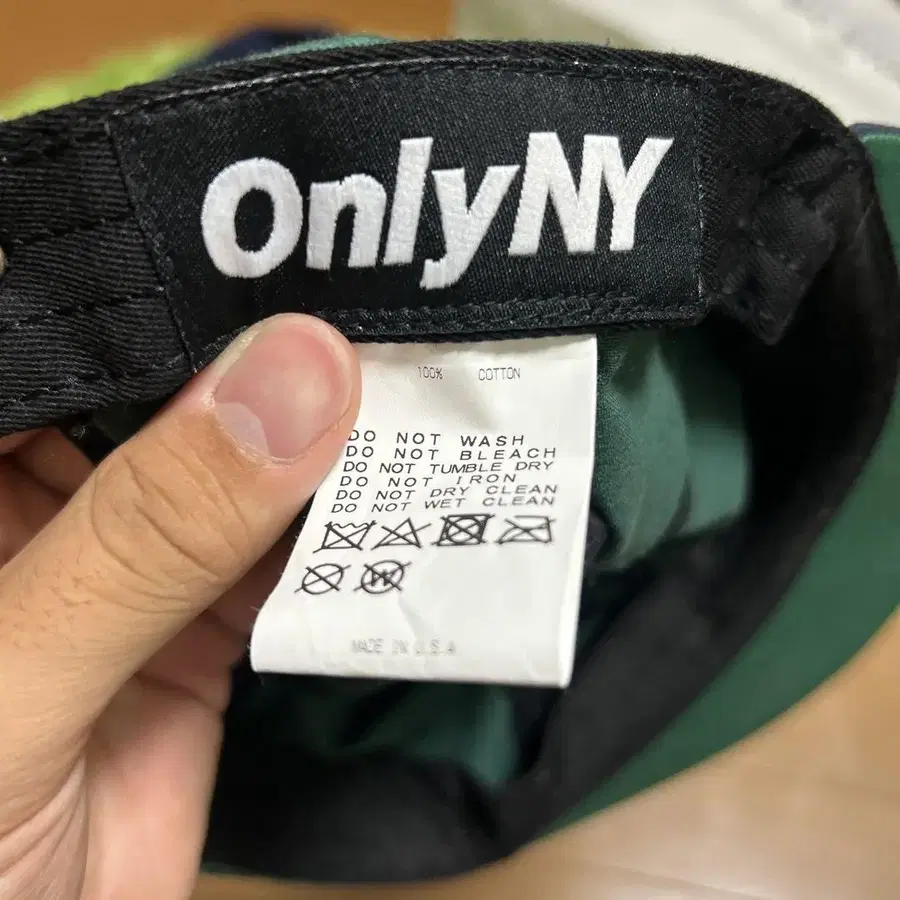 OnlyNY
100% COTTON
DO NOT WASH
DO NOT BLEACH
DO NOT TUMBLE DRY
DO NOT IRON
DO NOT DRY CLEAN
DO NOT WET CLEAN
W
MADE IN U.S.A